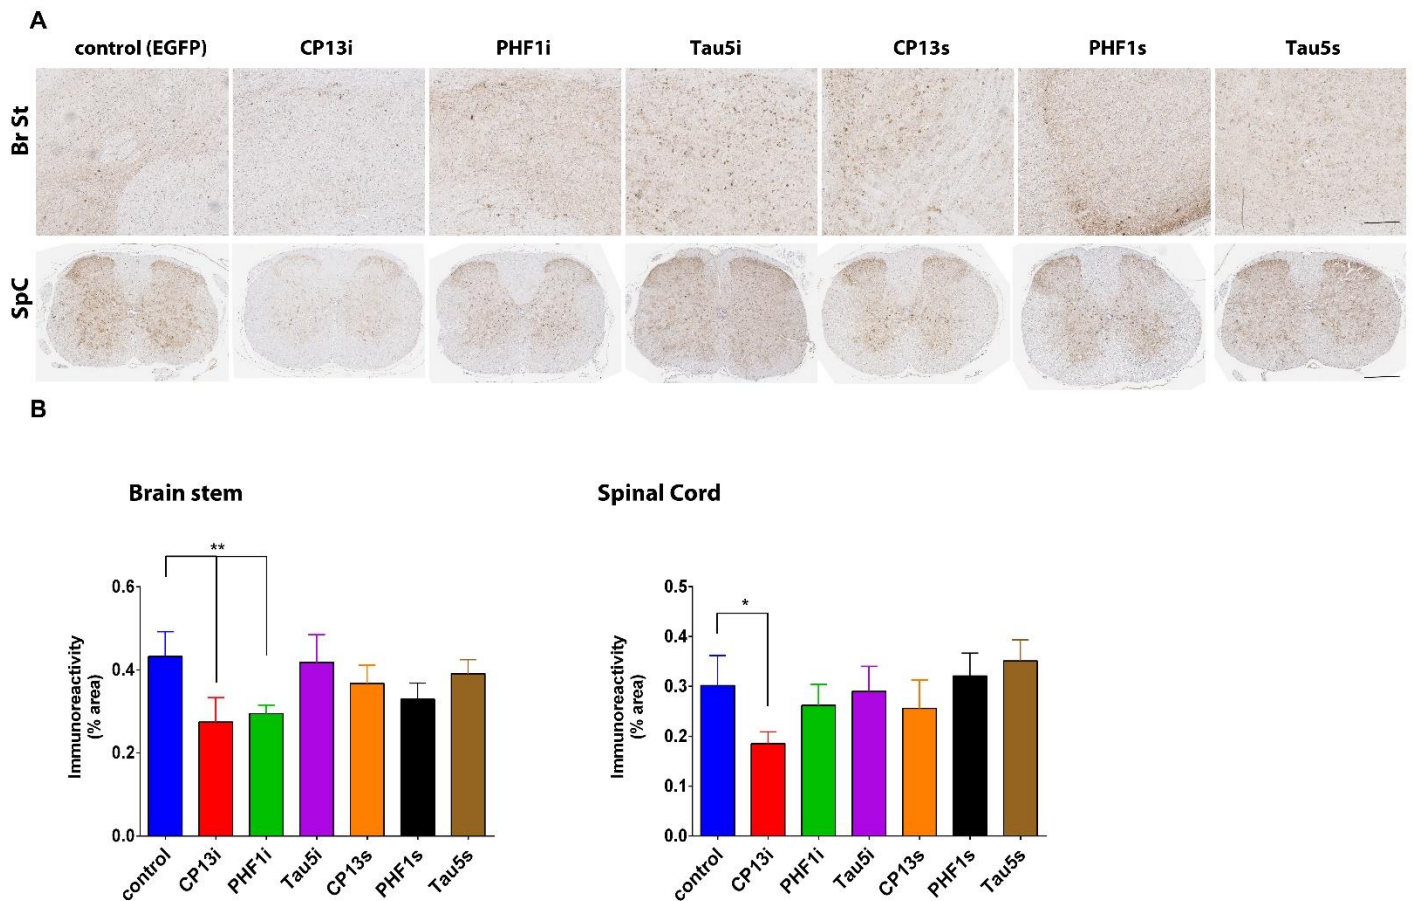 A
control (EGFP) CP13i PHF1i Tau5i CP13s PHF1s Tau5s
Br St
SpC
B
Brain stem
**
Immunoreactivity
(% area)
0.6
0.4
0.2
0.0
control CP13i PHF1i Tau5i CP13s PHF1s Tau5s
Spinal Cord
*
Immunoreactivity
(% area)
0.5
0.4
0.3
0.2
0.1
0.0
control CP13i PHF1i Tau5i CP13s PHF1s Tau5s